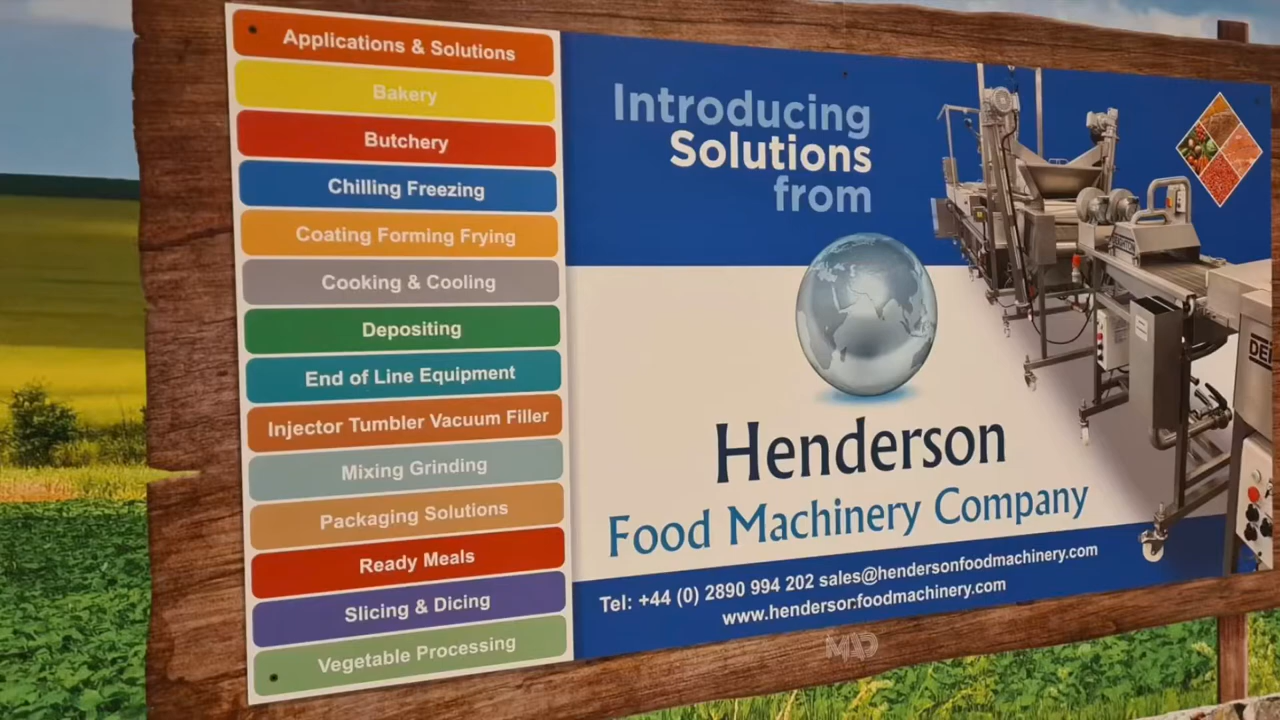 Applications & Solutions
Bakery
Butchery
Chilling Freezing
Coating Forming Frying
Cooking & Cooling
Depositing
End of Line Equipment
Injector Tumbler Vacuum Filler
Mixing Grinding
Packaging Solutions
Ready Meals
Slicing & Dicing
Vegetable Processing
Introducing
Solutions
from
Henderson
Food Machinery Company
Tel: +44 (0) 2890 994 202 sales@hendersonfoodmachinery.com
www.hendersonfoodmachinery.com
MAD